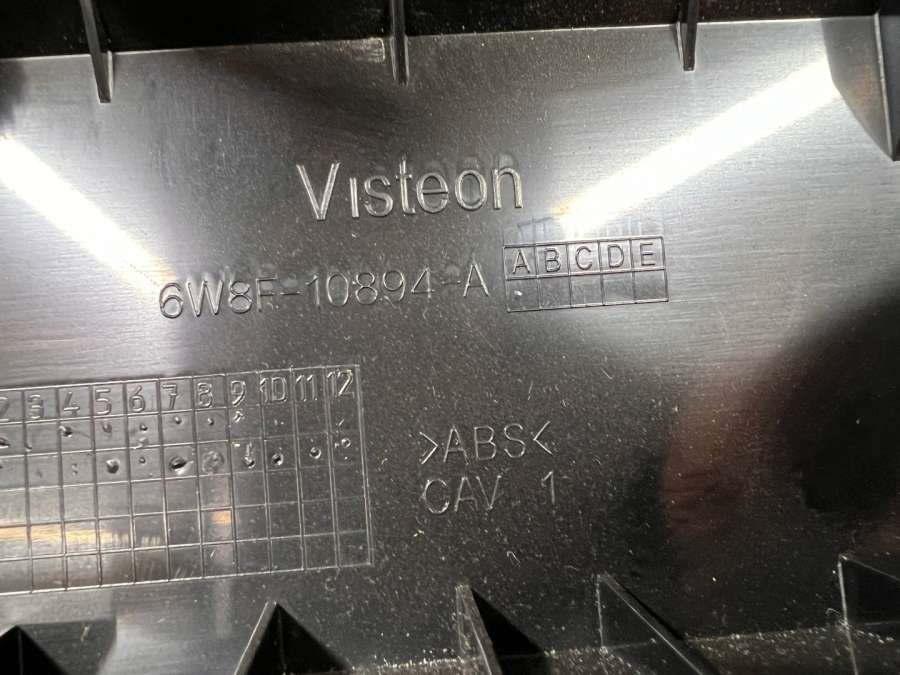 Visteon
6W8F-10894-A
A B C D E
2 3 4 5 6 7 8 9 10 11 12
>ABS<
CAV 1